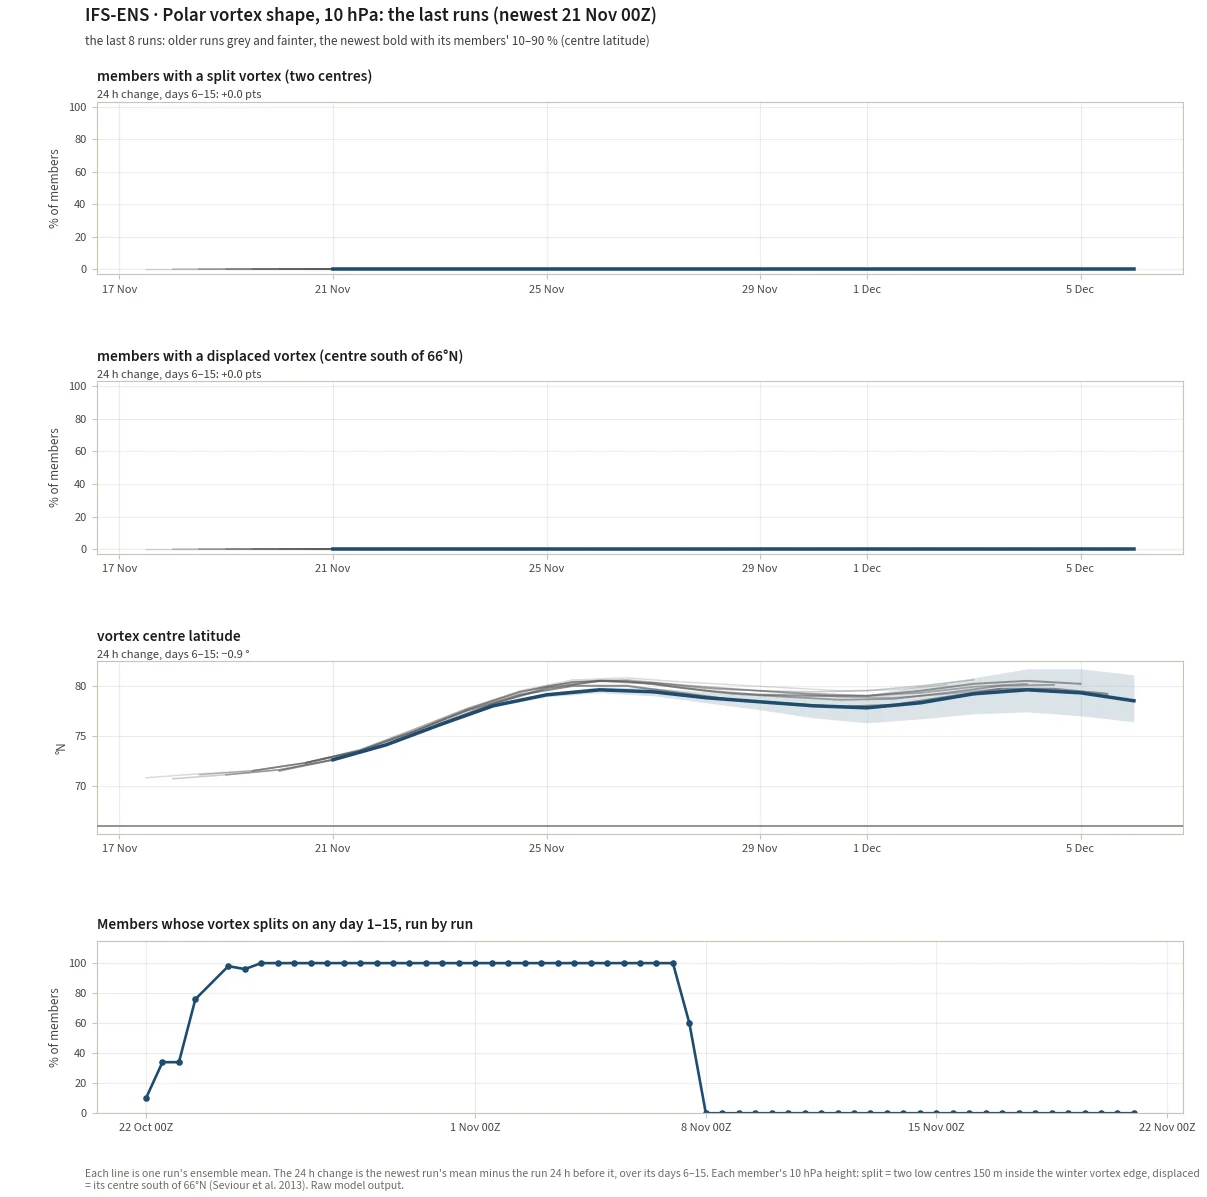 IFS-ENS · Polar vortex shape, 10 hPa: the last runs (newest 21 Nov 00Z)
the last 8 runs: older runs grey and fainter, the newest bold with its members' 10–90 % (centre latitude)
members with a split vortex (two centres)
24 h change, days 6–15: +0.0 pts
% of members
100
80
60
40
20
0
17 Nov 21 Nov 25 Nov 29 Nov 1 Dec 5 Dec
members with a displaced vortex (centre south of 66°N)
24 h change, days 6–15: +0.0 pts
% of members
100
80
60
40
20
0
17 Nov 21 Nov 25 Nov 29 Nov 1 Dec 5 Dec
vortex centre latitude
24 h change, days 6–15: −0.9 °
°N
80
75
70
17 Nov 21 Nov 25 Nov 29 Nov 1 Dec 5 Dec
Members whose vortex splits on any day 1–15, run by run
% of members
100
80
60
40
20
0
22 Oct 00Z 1 Nov 00Z 8 Nov 00Z 15 Nov 00Z 22 Nov 00Z
Each line is one run's ensemble mean. The 24 h change is the newest run's mean minus the run 24 h before it, over its days 6–15. Each member's 10 hPa height: split = two low centres 150 m inside the winter vortex edge, displaced
= its centre south of 66°N (Seviour et al. 2013). Raw model output.